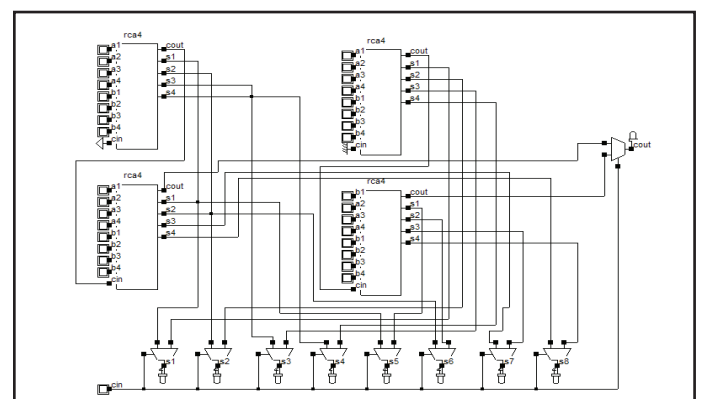 rca4
a1
a2
a3
a4
b1
b2
b3
b4
cin
cout
s1
s2
s3
s4
rca4
a1
a2
a3
a4
b1
b2
b3
b4
cin
cout
s1
s2
s3
s4
cout
rca4
a1
a2
a3
a4
b1
b2
b3
b4
cin
cout
s1
s2
s3
s4
rca4
b1
a2
a3
a4
b1
b2
b3
b4
cin
cout
s1
s2
s3
s4
s1
s2
s3
s4
s5
s6
s7
s8
cin